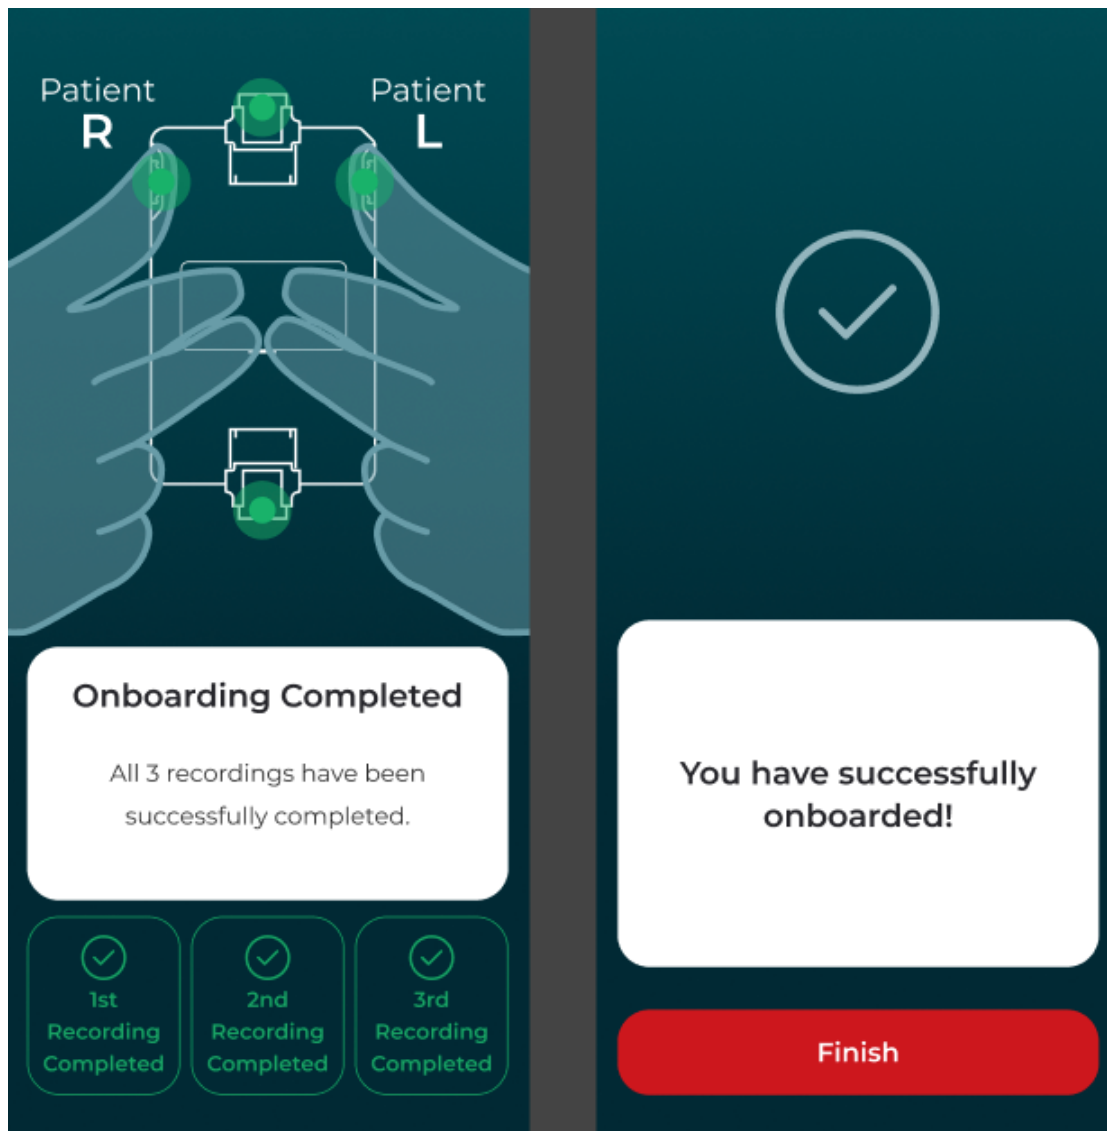 Patient
R
Patient
L
Onboarding Completed
All 3 recordings have been
successfully completed.
1st
Recording
Completed
2nd
Recording
Completed
3rd
Recording
Completed
You have successfully
onboarded!
Finish